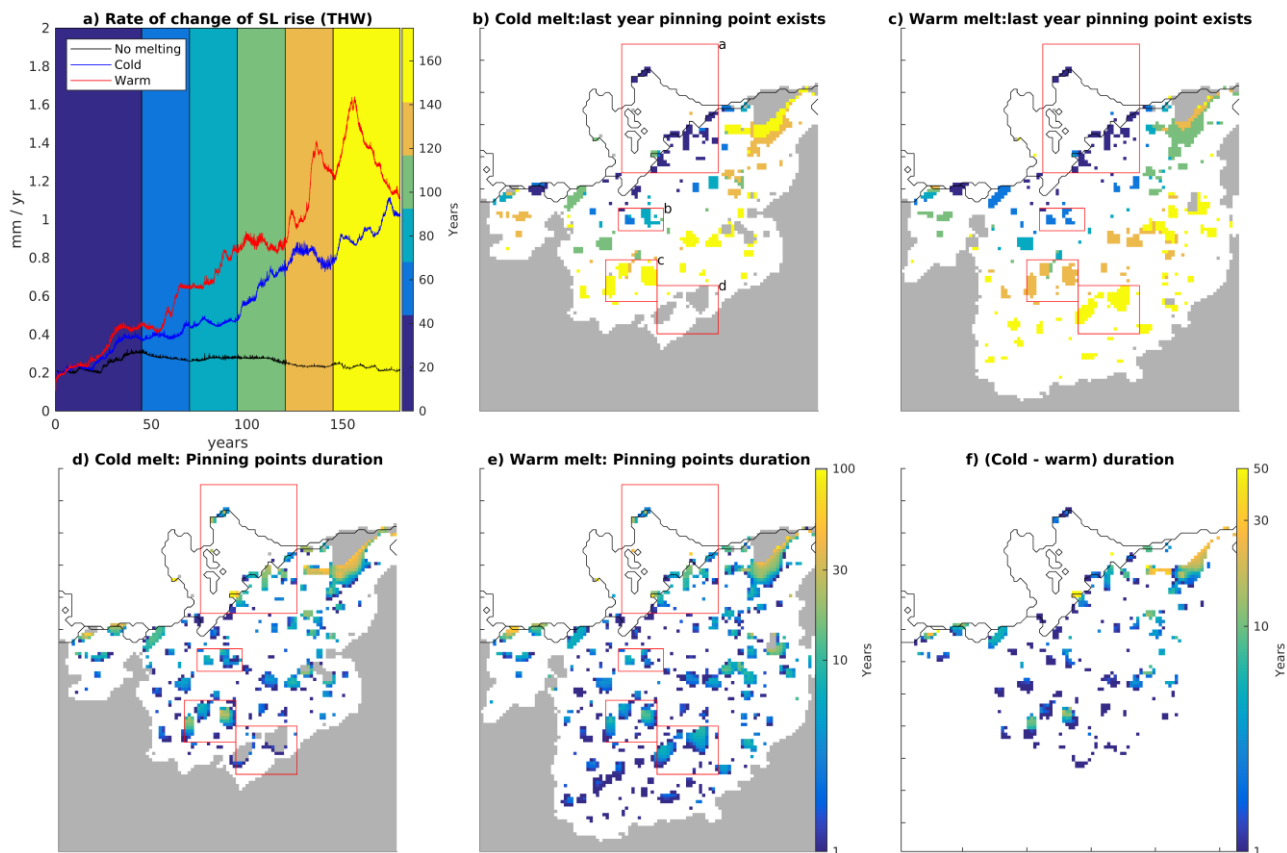 a) Rate of change of SL rise (THW)
2
1.8
1.6
1.4
1.2
1
0.8
0.6
0.4
0.2
0
mm / yr
No melting
Cold
Warm
0
50
100
150
years
160
140
120
100
80
60
40
20
0
Years
b) Cold melt:last year pinning point exists
a
b
c
d
c) Warm melt:last year pinning point exists
d) Cold melt: Pinning points duration
e) Warm melt: Pinning points duration
100
30
10
1
Years
f) (Cold - warm) duration
50
30
10
1
Years